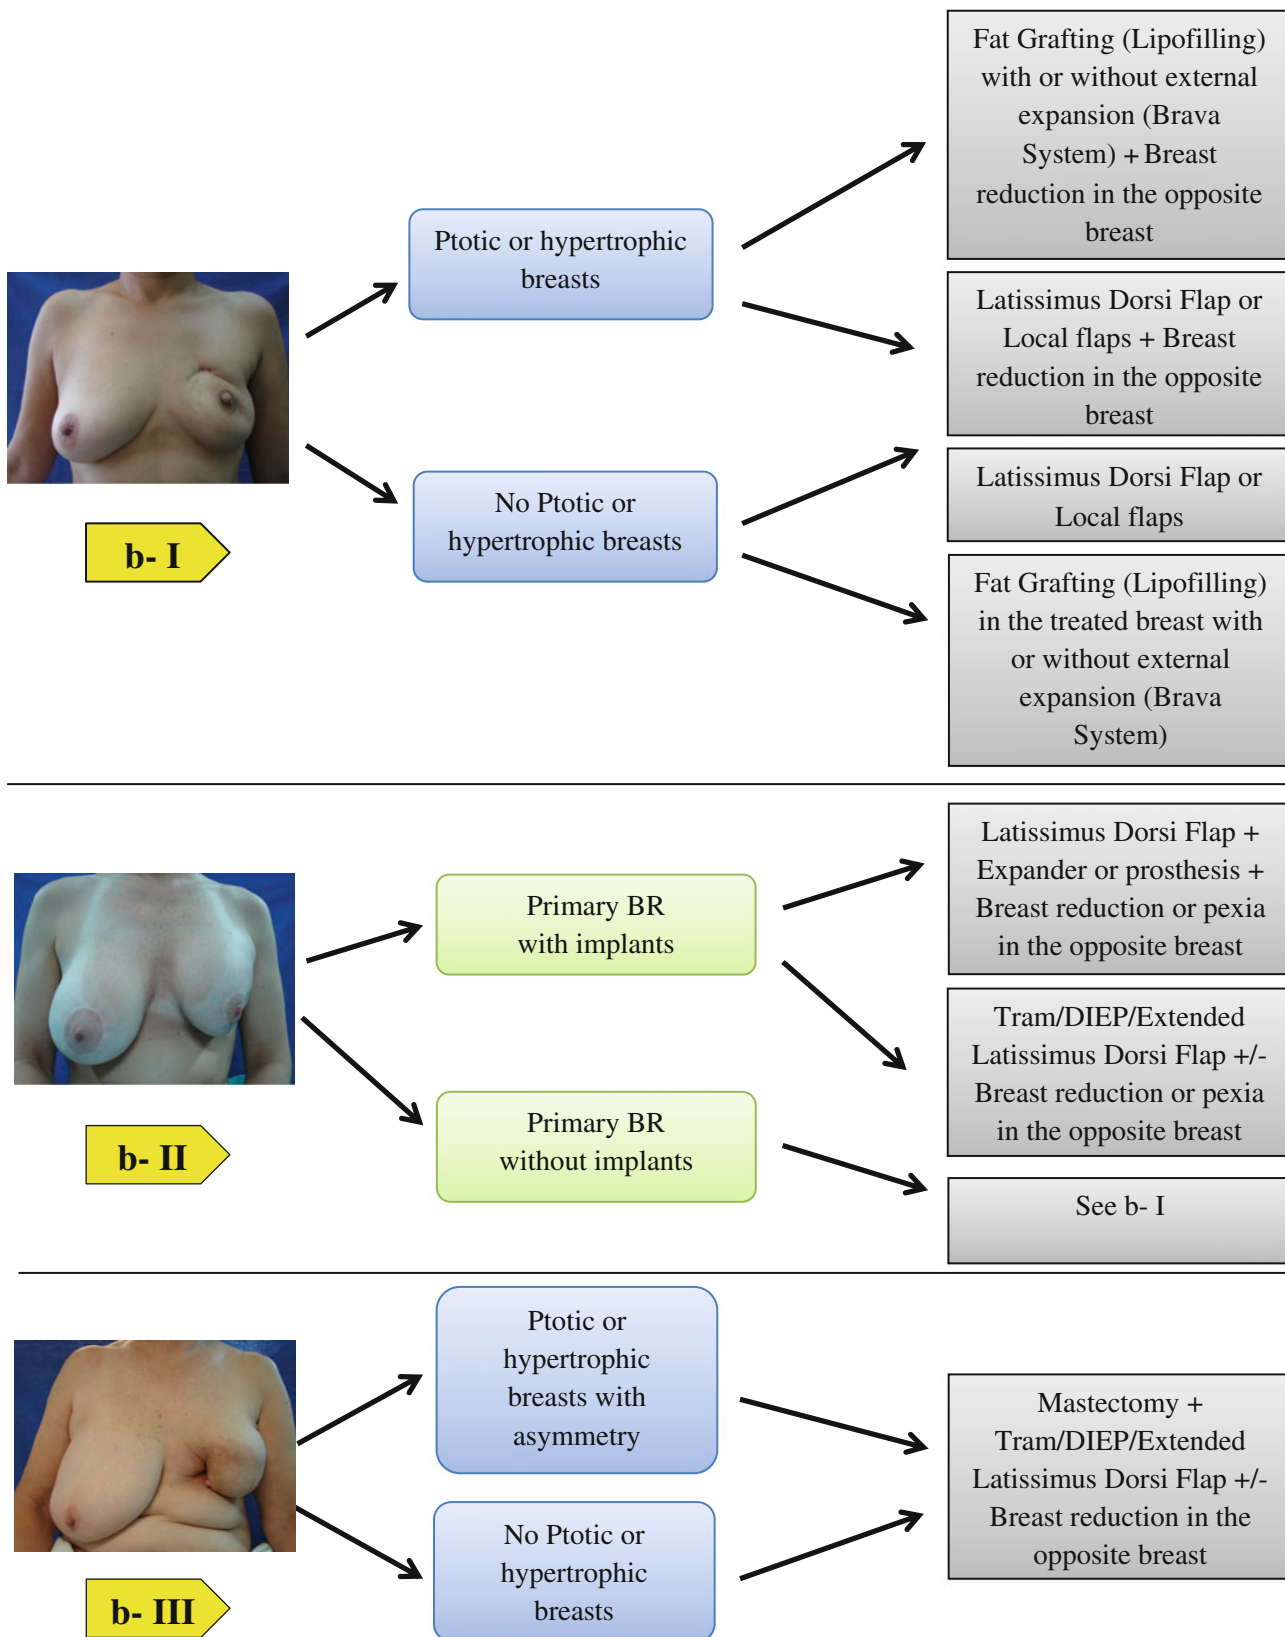 Fat Grafting (Lipofilling)
with or without external
expansion (Brava
System) + Breast
reduction in the opposite
breast
Ptotic or hypertrophic
breasts
Latissimus Dorsi Flap or
Local flaps + Breast
reduction in the opposite
breast
b- I
No Ptotic or
hypertrophic breasts
Latissimus Dorsi Flap or
Local flaps
Fat Grafting (Lipofilling)
in the treated breast with
or without external
expansion (Brava
System)
Latissimus Dorsi Flap +
Expander or prosthesis +
Breast reduction or pexia
in the opposite breast
Primary BR
with implants
Tram/DIEP/Extended
Latissimus Dorsi Flap +/-
Breast reduction or pexia
in the opposite breast
b- II
Primary BR
without implants
See b- I
Ptotic or
hypertrophic
breasts with
asymmetry
Mastectomy +
Tram/DIEP/Extended
Latissimus Dorsi Flap +/-
Breast reduction in the
opposite breast
No Ptotic or
hypertrophic
breasts
b- III